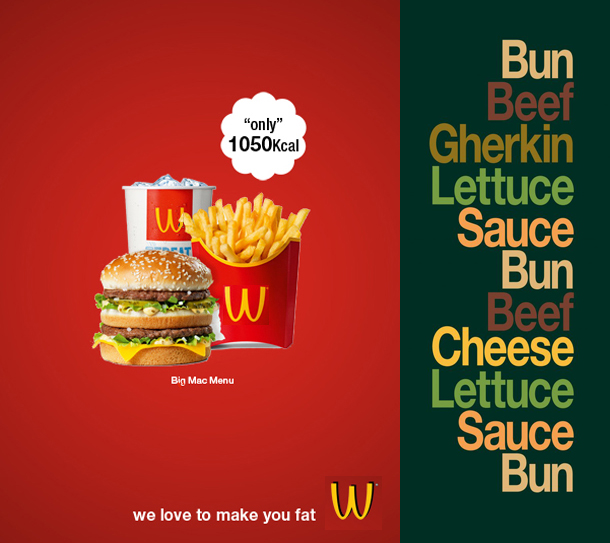 “only”
1050Kcal
W
W
Big Mac Menu
we love to make you fat
W
Bun
Beef
Gherkin
Lettuce
Sauce
Bun
Beef
Cheese
Lettuce
Sauce
Bun